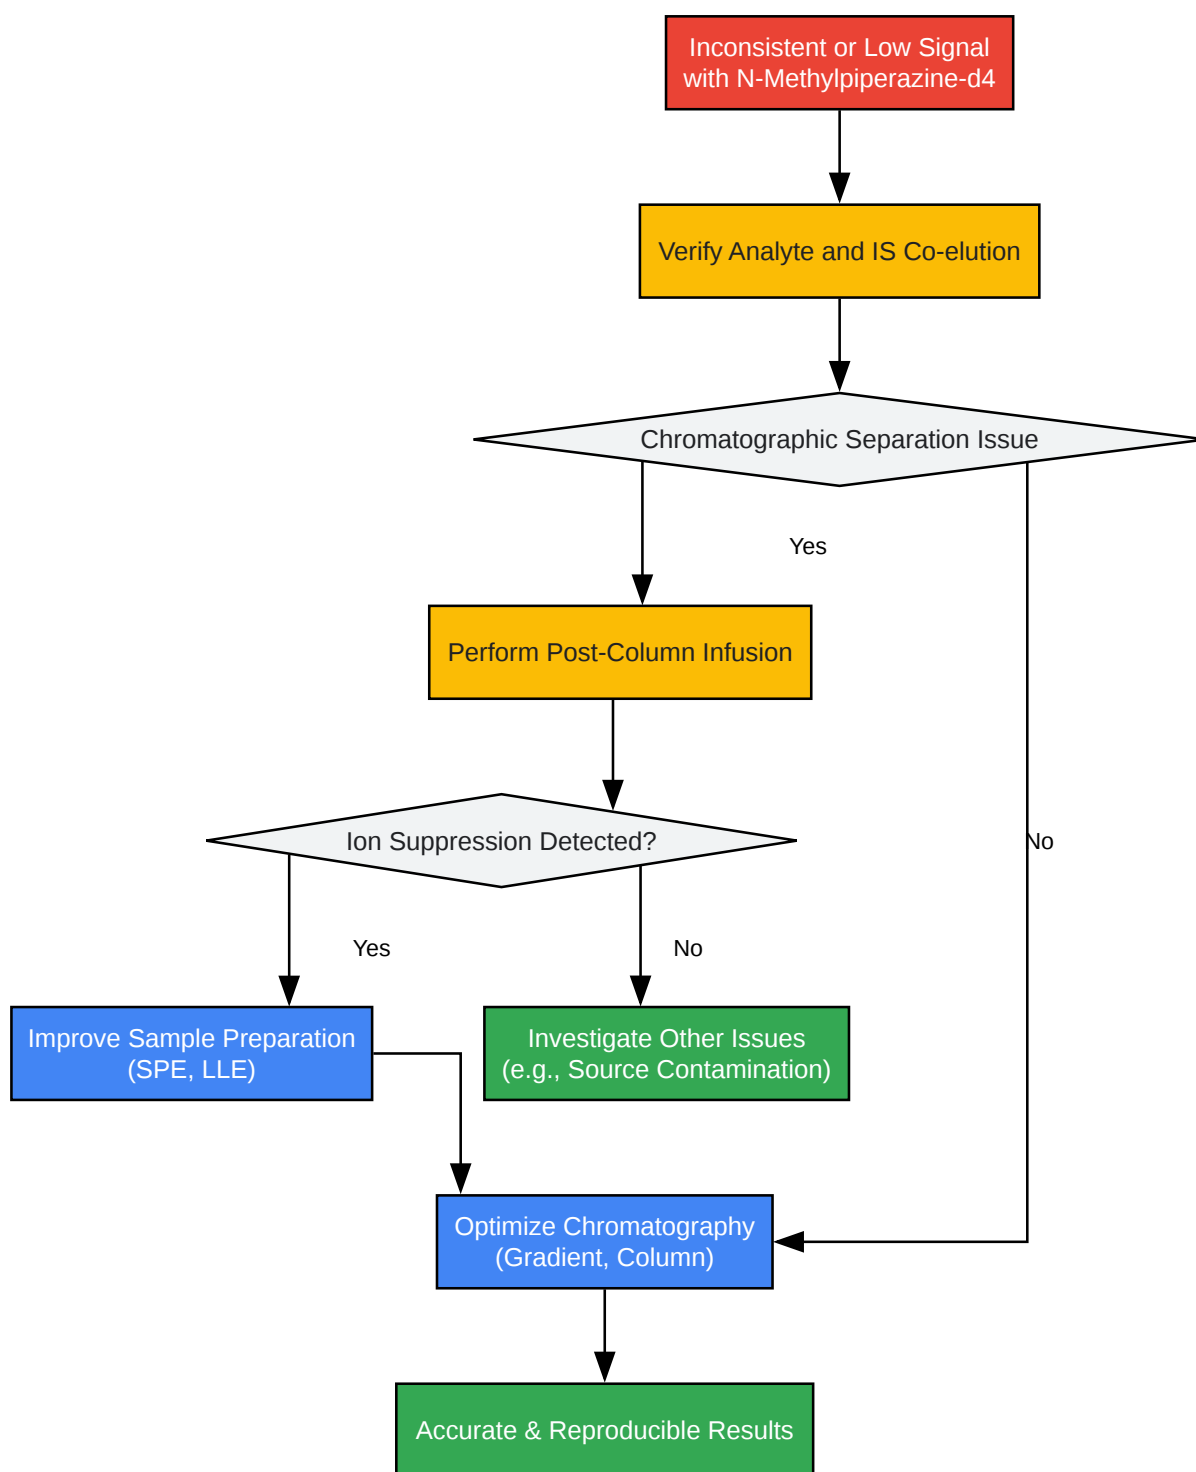 Inconsistent or Low Signal
with N-Methylpiperazine-d4
Verify Analyte and IS Co-elution
Chromatographic Separation Issue
Yes
Perform Post-Column Infusion
Ion Suppression Detected?
No
Yes
No
Improve Sample Preparation
(SPE, LLE)
Investigate Other Issues
(e.g., Source Contamination)
Optimize Chromatography
(Gradient, Column)
Accurate & Reproducible Results